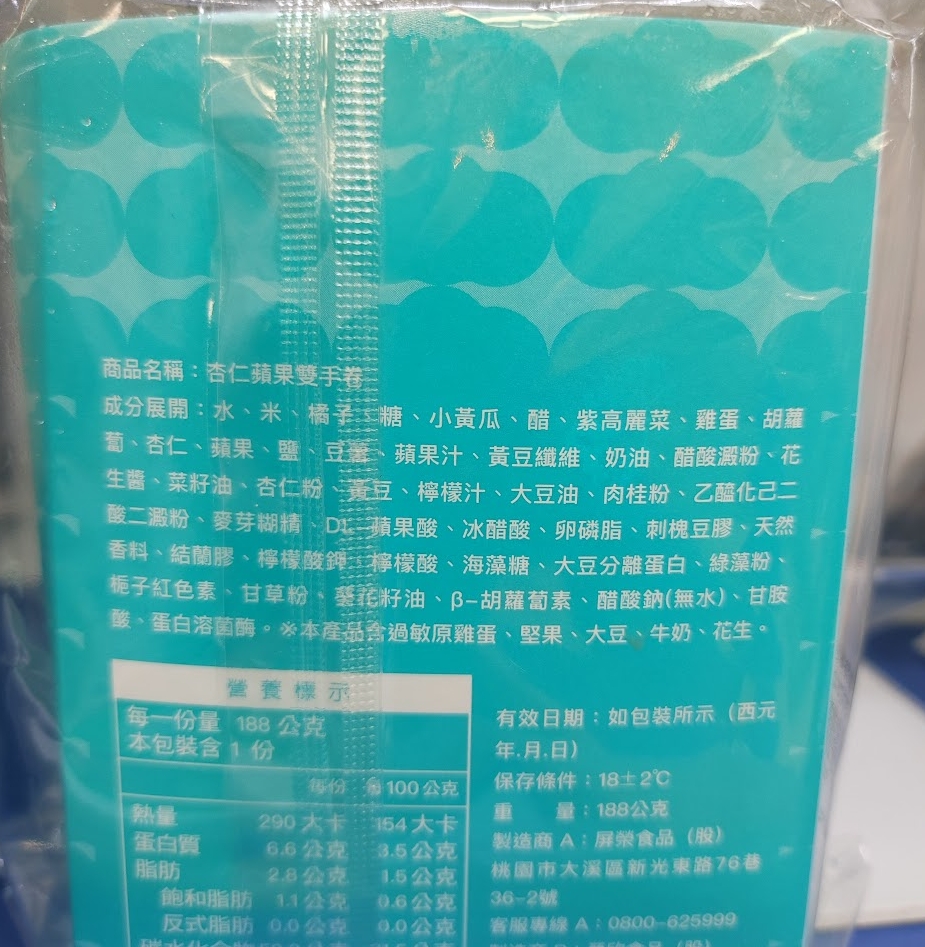 商品名稱：杏仁蘋果雙手卷
成分展開：水、米、橘子、糖、小黃瓜、醋、紫高麗菜、雞蛋、胡蘿
蔔、杏仁、蘋果、鹽、豆薯、蘋果汁、黃豆纖維、奶油、醋酸澱粉、花
生醬、菜籽油、杏仁粉、黃豆、檸檬汁、大豆油、肉桂粉、乙醯化己二
酸二澱粉、麥芽糊精、D1-蘋果酸、冰醋酸、卵磷脂、刺槐豆膠、天然
香料、結蘭膠、檸檬酸鉀、檸檬酸、海藻糖、大豆分離蛋白、綠藻粉、
梔子紅色素、甘草粉、葵花籽油、β-胡蘿蔔素、醋酸鈉(無水)、甘胺
酸、蛋白溶菌酶。※本產品含過敏原雞蛋、堅果、大豆、牛奶、花生。
營養標示
每一份量 188 公克
本包裝含 1 份
每份 每 100 公克
熱量 290 大卡 154 大卡
蛋白質 6.6 公克 3.5 公克
脂肪 2.8 公克 1.5 公克
飽和脂肪 1.1 公克 0.6 公克
反式脂肪 0.0 公克 0.0 公克
碳水化合物
有效日期：如包裝所示（西元
年.月.日）
保存條件：18±2℃
重 量：188公克
製造商 A：屏榮食品（股）
桃園市大溪區新光東路76巷
36-2號
客服專線 A：0800-625999